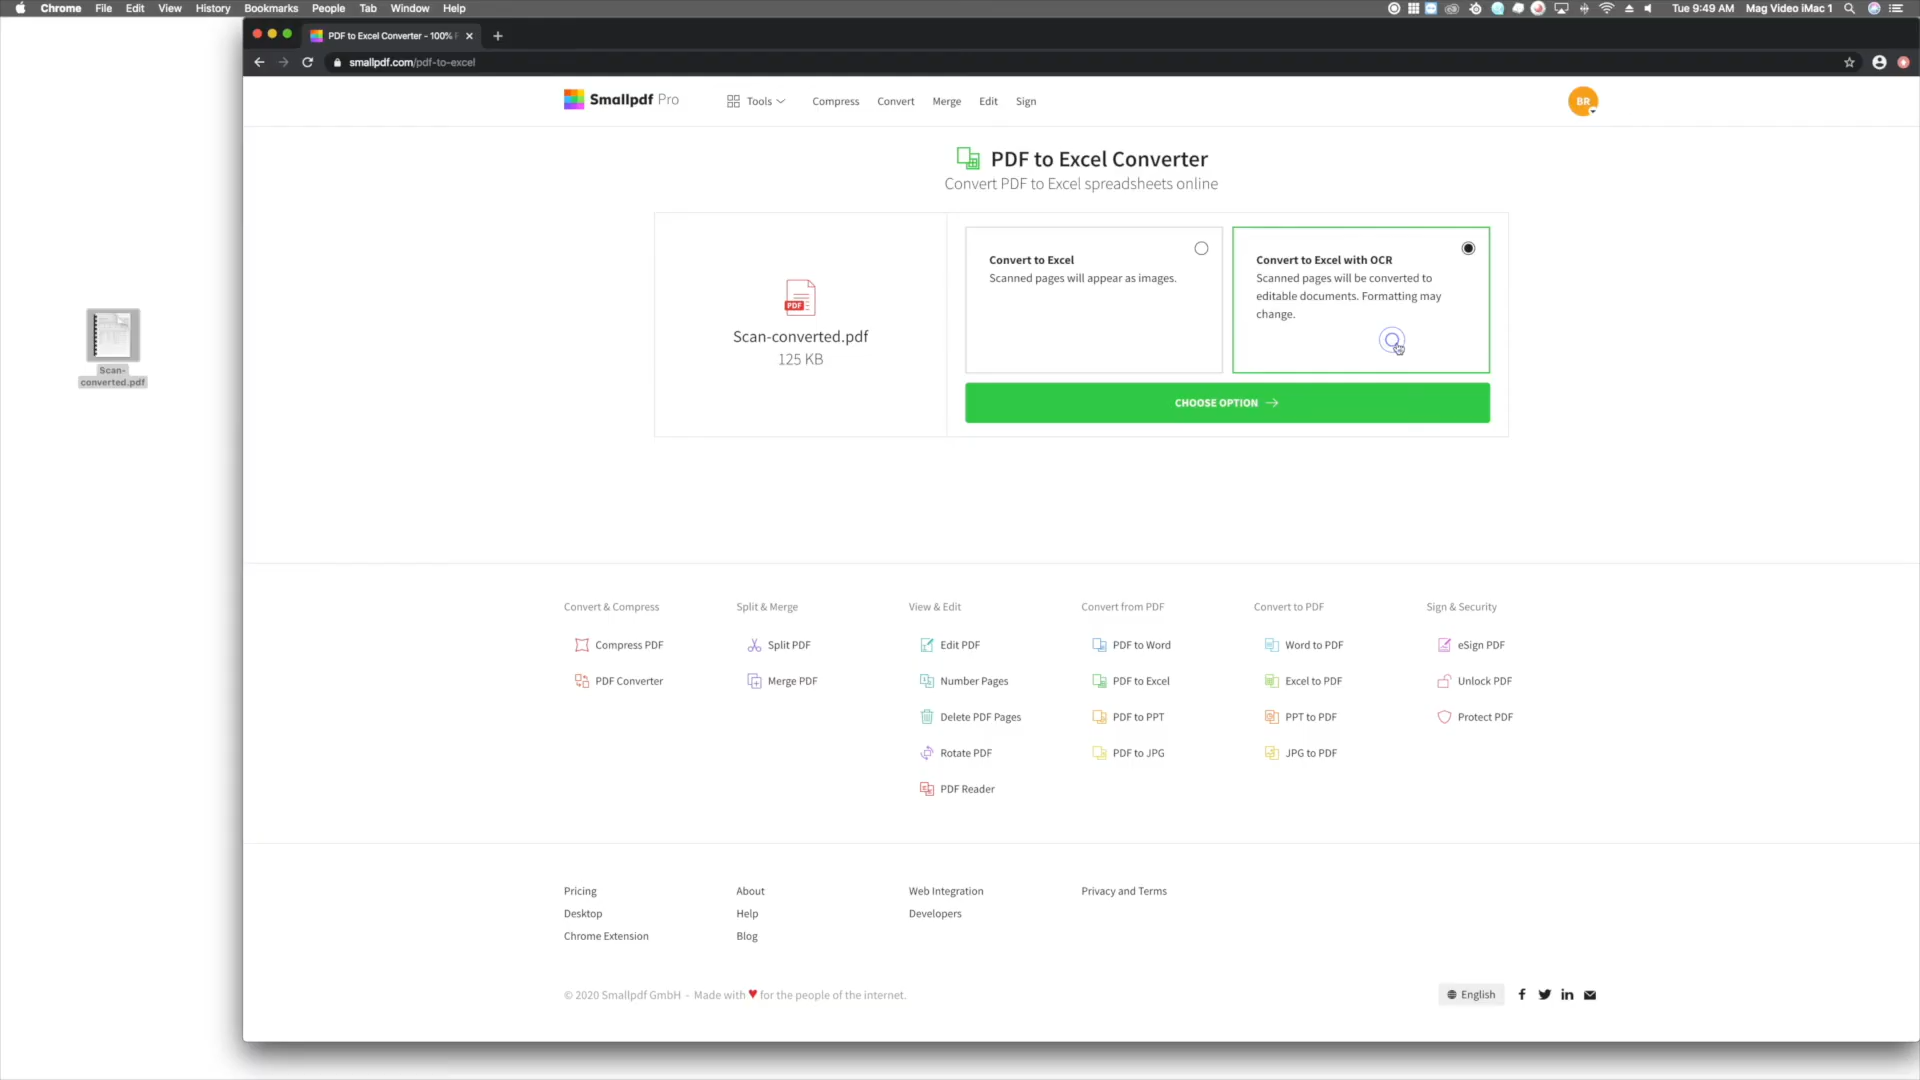 Chrome File Edit View History Bookmarks People Tab Window Help
Tue 9:49 AM Mag Video iMac 1
PDF to Excel Converter - 100%
smallpdf.com/pdf-to-excel
Smallpdf Pro
Tools
Compress
Convert
Merge
Edit
Sign
BR
PDF to Excel Converter
Convert PDF to Excel spreadsheets online
PDF
Scan-converted.pdf
125 KB
Convert to Excel
Scanned pages will appear as images.
Convert to Excel with OCR
Scanned pages will be converted to
editable documents. Formatting may
change.
CHOOSE OPTION
Scan-
converted.pdf
Convert & Compress
Compress PDF
PDF Converter
Split & Merge
Split PDF
Merge PDF
View & Edit
Edit PDF
Number Pages
Delete PDF Pages
Rotate PDF
PDF Reader
Convert from PDF
PDF to Word
PDF to Excel
PDF to PPT
PDF to JPG
Convert to PDF
Word to PDF
Excel to PDF
PPT to PDF
JPG to PDF
Sign & Security
eSign PDF
Unlock PDF
Protect PDF
Pricing
Desktop
Chrome Extension
About
Help
Blog
Web Integration
Developers
Privacy and Terms
© 2020 Smallpdf GmbH - Made with ♥ for the people of the internet.
English